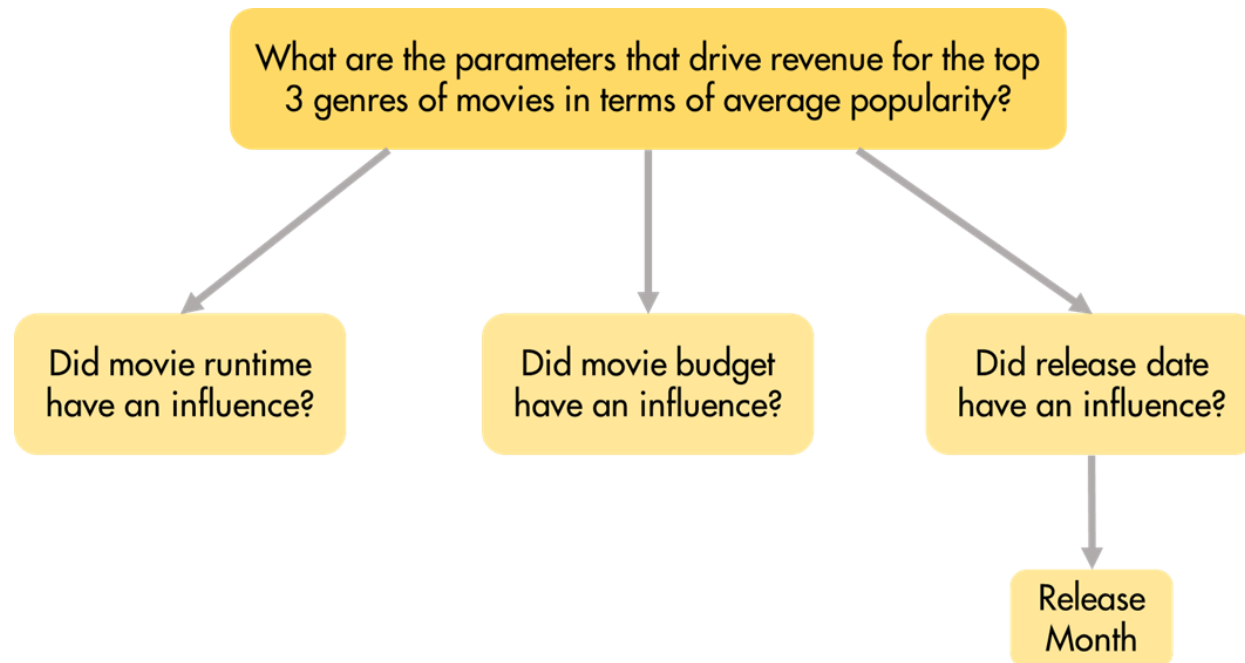 What are the parameters that drive revenue for the top
3 genres of movies in terms of average popularity?
Did movie runtime
have an influence?
Did movie budget
have an influence?
Did release date
have an influence?
Release
Month